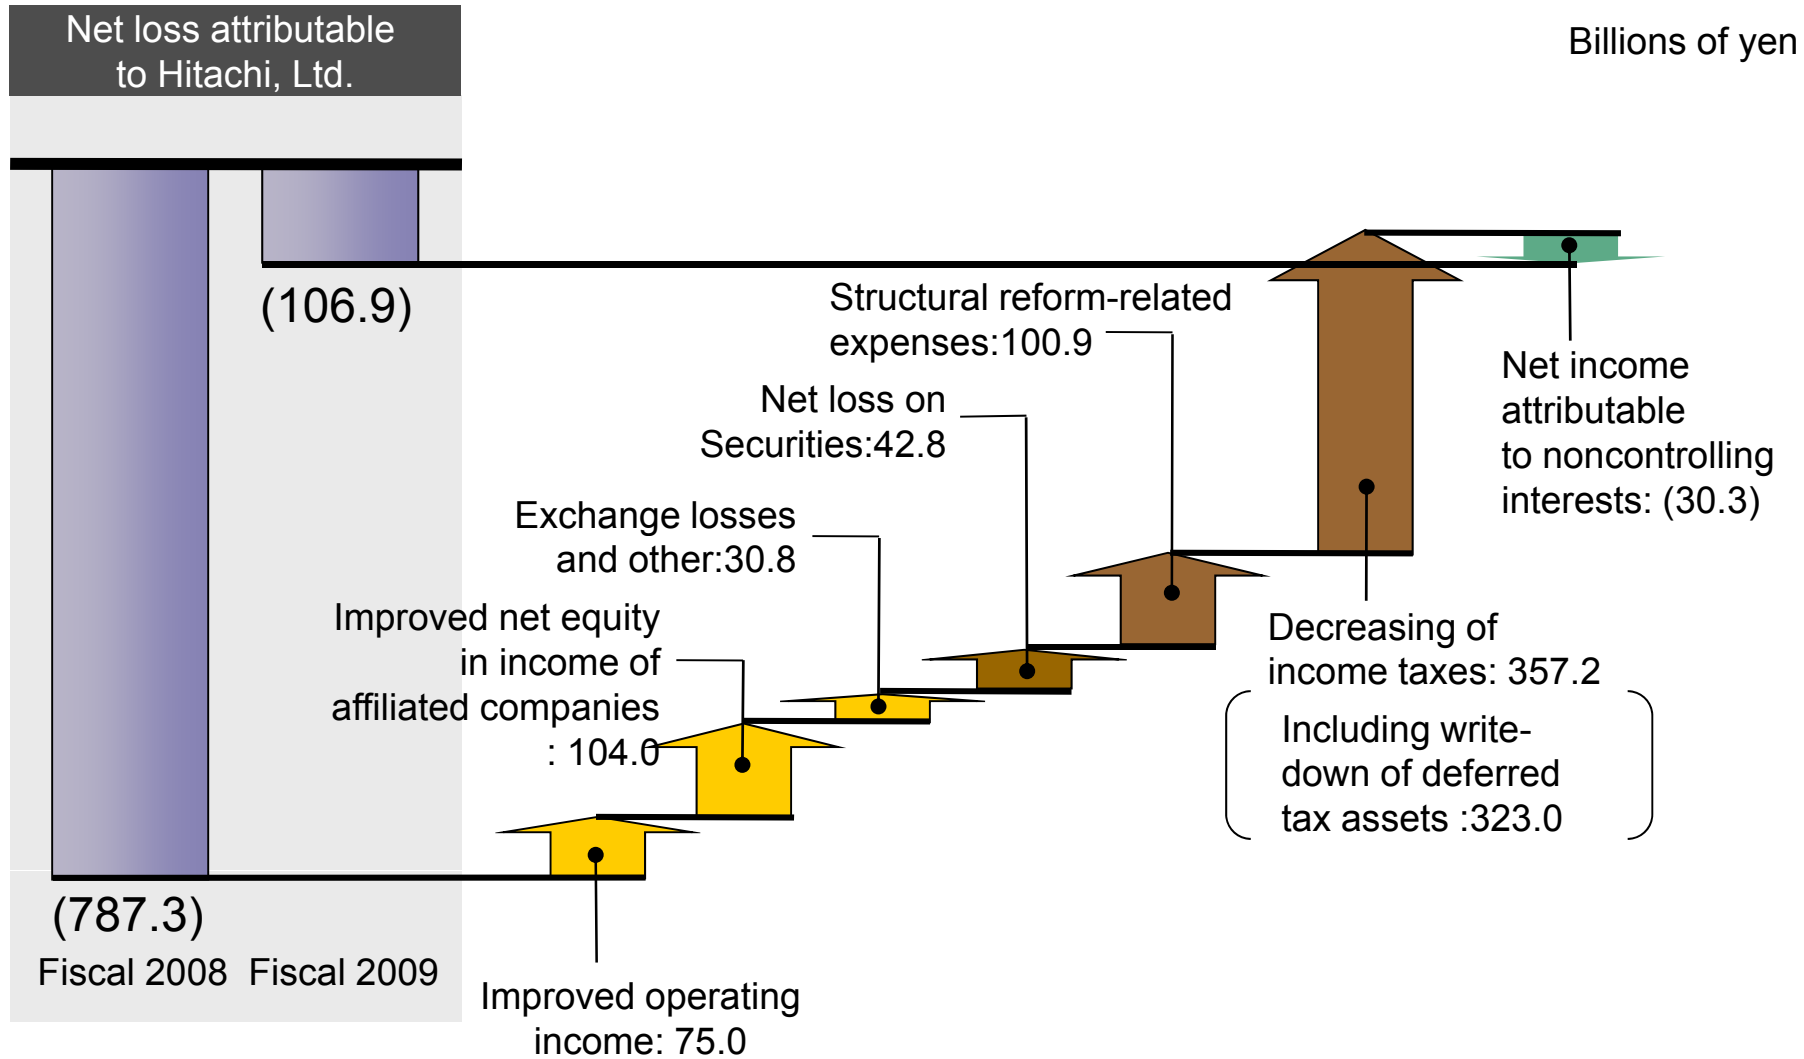 Net loss attributable
to Hitachi, Ltd.
Billions of yen
(106.9)
(787.3)
Fiscal 2008
Fiscal 2009
Improved operating
income: 75.0
Improved net equity
in income of
affiliated companies
: 104.0
Exchange losses
and other:30.8
Net loss on
Securities:42.8
Structural reform-related
expenses:100.9
Decreasing of
income taxes: 357.2
Including write-
down of deferred
tax assets :323.0
Net income
attributable
to noncontrolling
interests: (30.3)